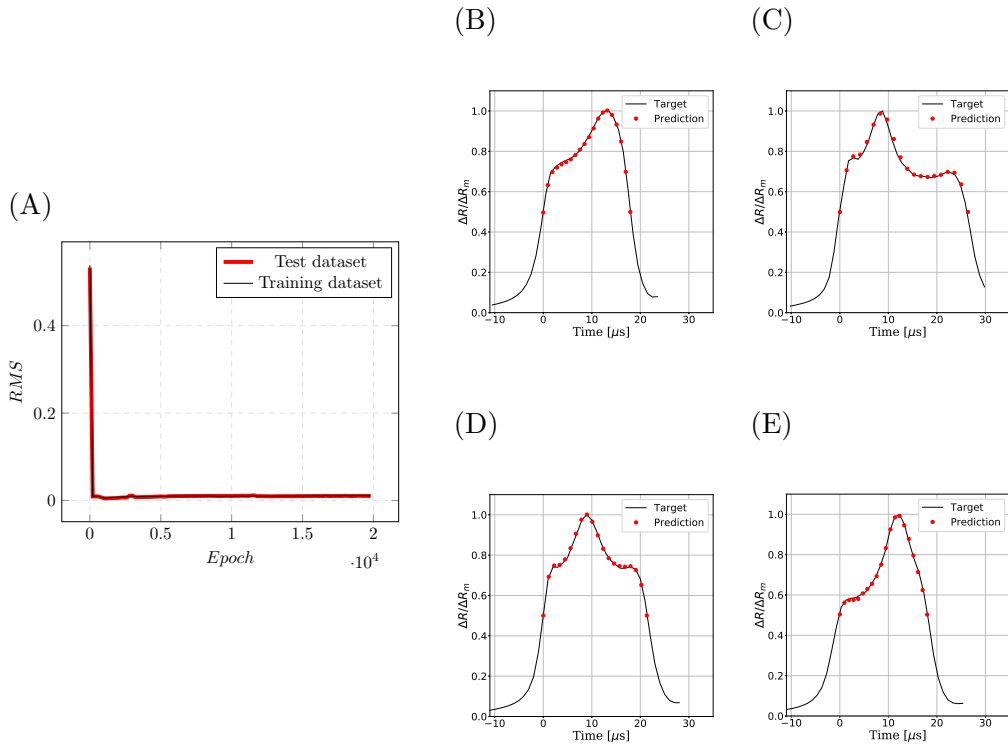 (A)
Test dataset
Training dataset
RMS
0.4
0.2
0
0 0.5 1 1.5 2
·10^4
Epoch
(B)
Target
Prediction
ΔR/ΔR_m
1.0
0.8
0.6
0.4
0.2
0.0
−10 0 10 20 30
Time [μs]
(C)
Target
Prediction
ΔR/ΔR_m
1.0
0.8
0.6
0.4
0.2
0.0
−10 0 10 20 30
Time [μs]
(D)
Target
Prediction
ΔR/ΔR_m
1.0
0.8
0.6
0.4
0.2
0.0
−10 0 10 20 30
Time [μs]
(E)
Target
Prediction
ΔR/ΔR_m
1.0
0.8
0.6
0.4
0.2
0.0
−10 0 10 20 30
Time [μs]